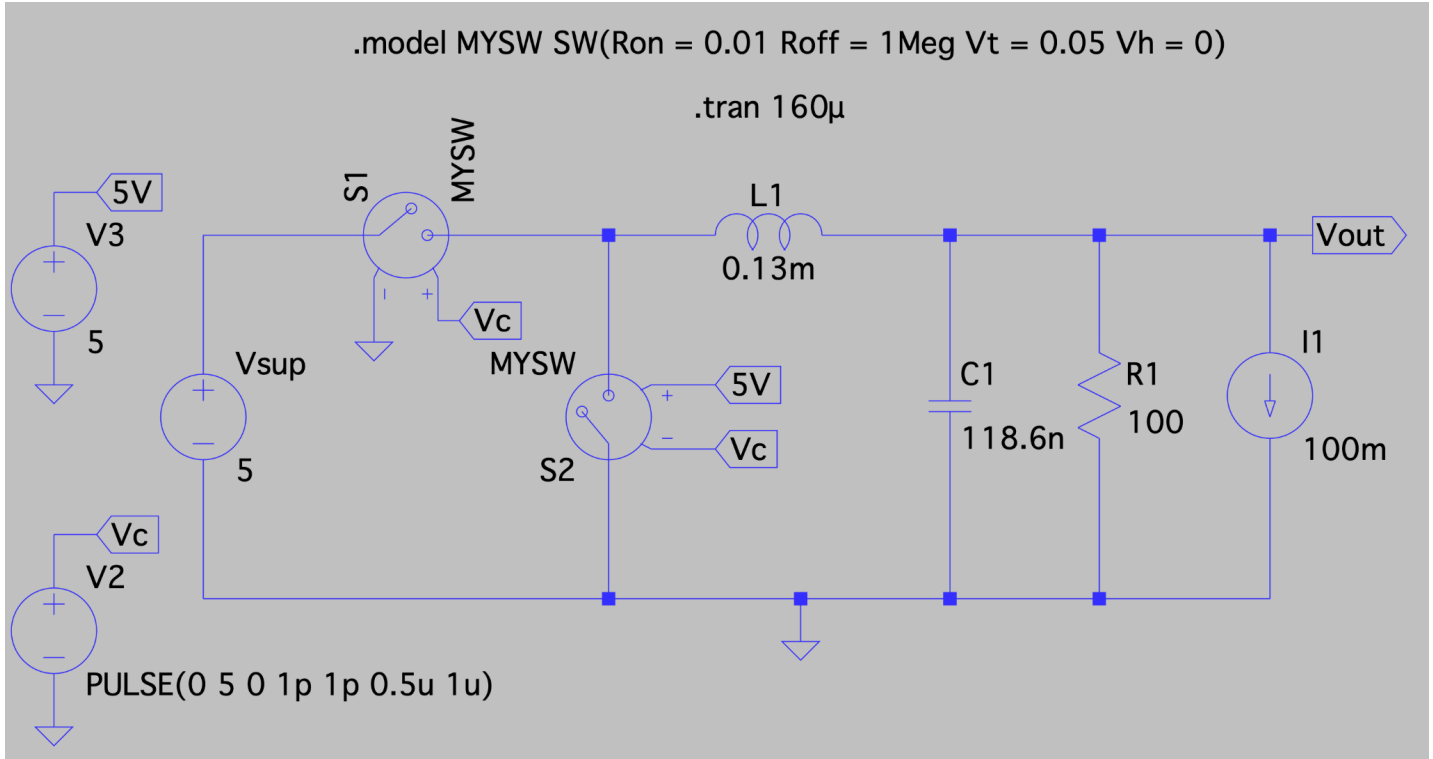 .model MYSW SW(Ron = 0.01 Roff = 1Meg Vt = 0.05 Vh = 0)
.tran 160µ
5V
V3
5
S1
MYSW
Vc
L1
0.13m
Vout
Vsup
5
MYSW
S2
5V
Vc
C1
118.6n
R1
100
I1
100m
Vc
V2
PULSE(0 5 0 1p 1p 0.5u 1u)